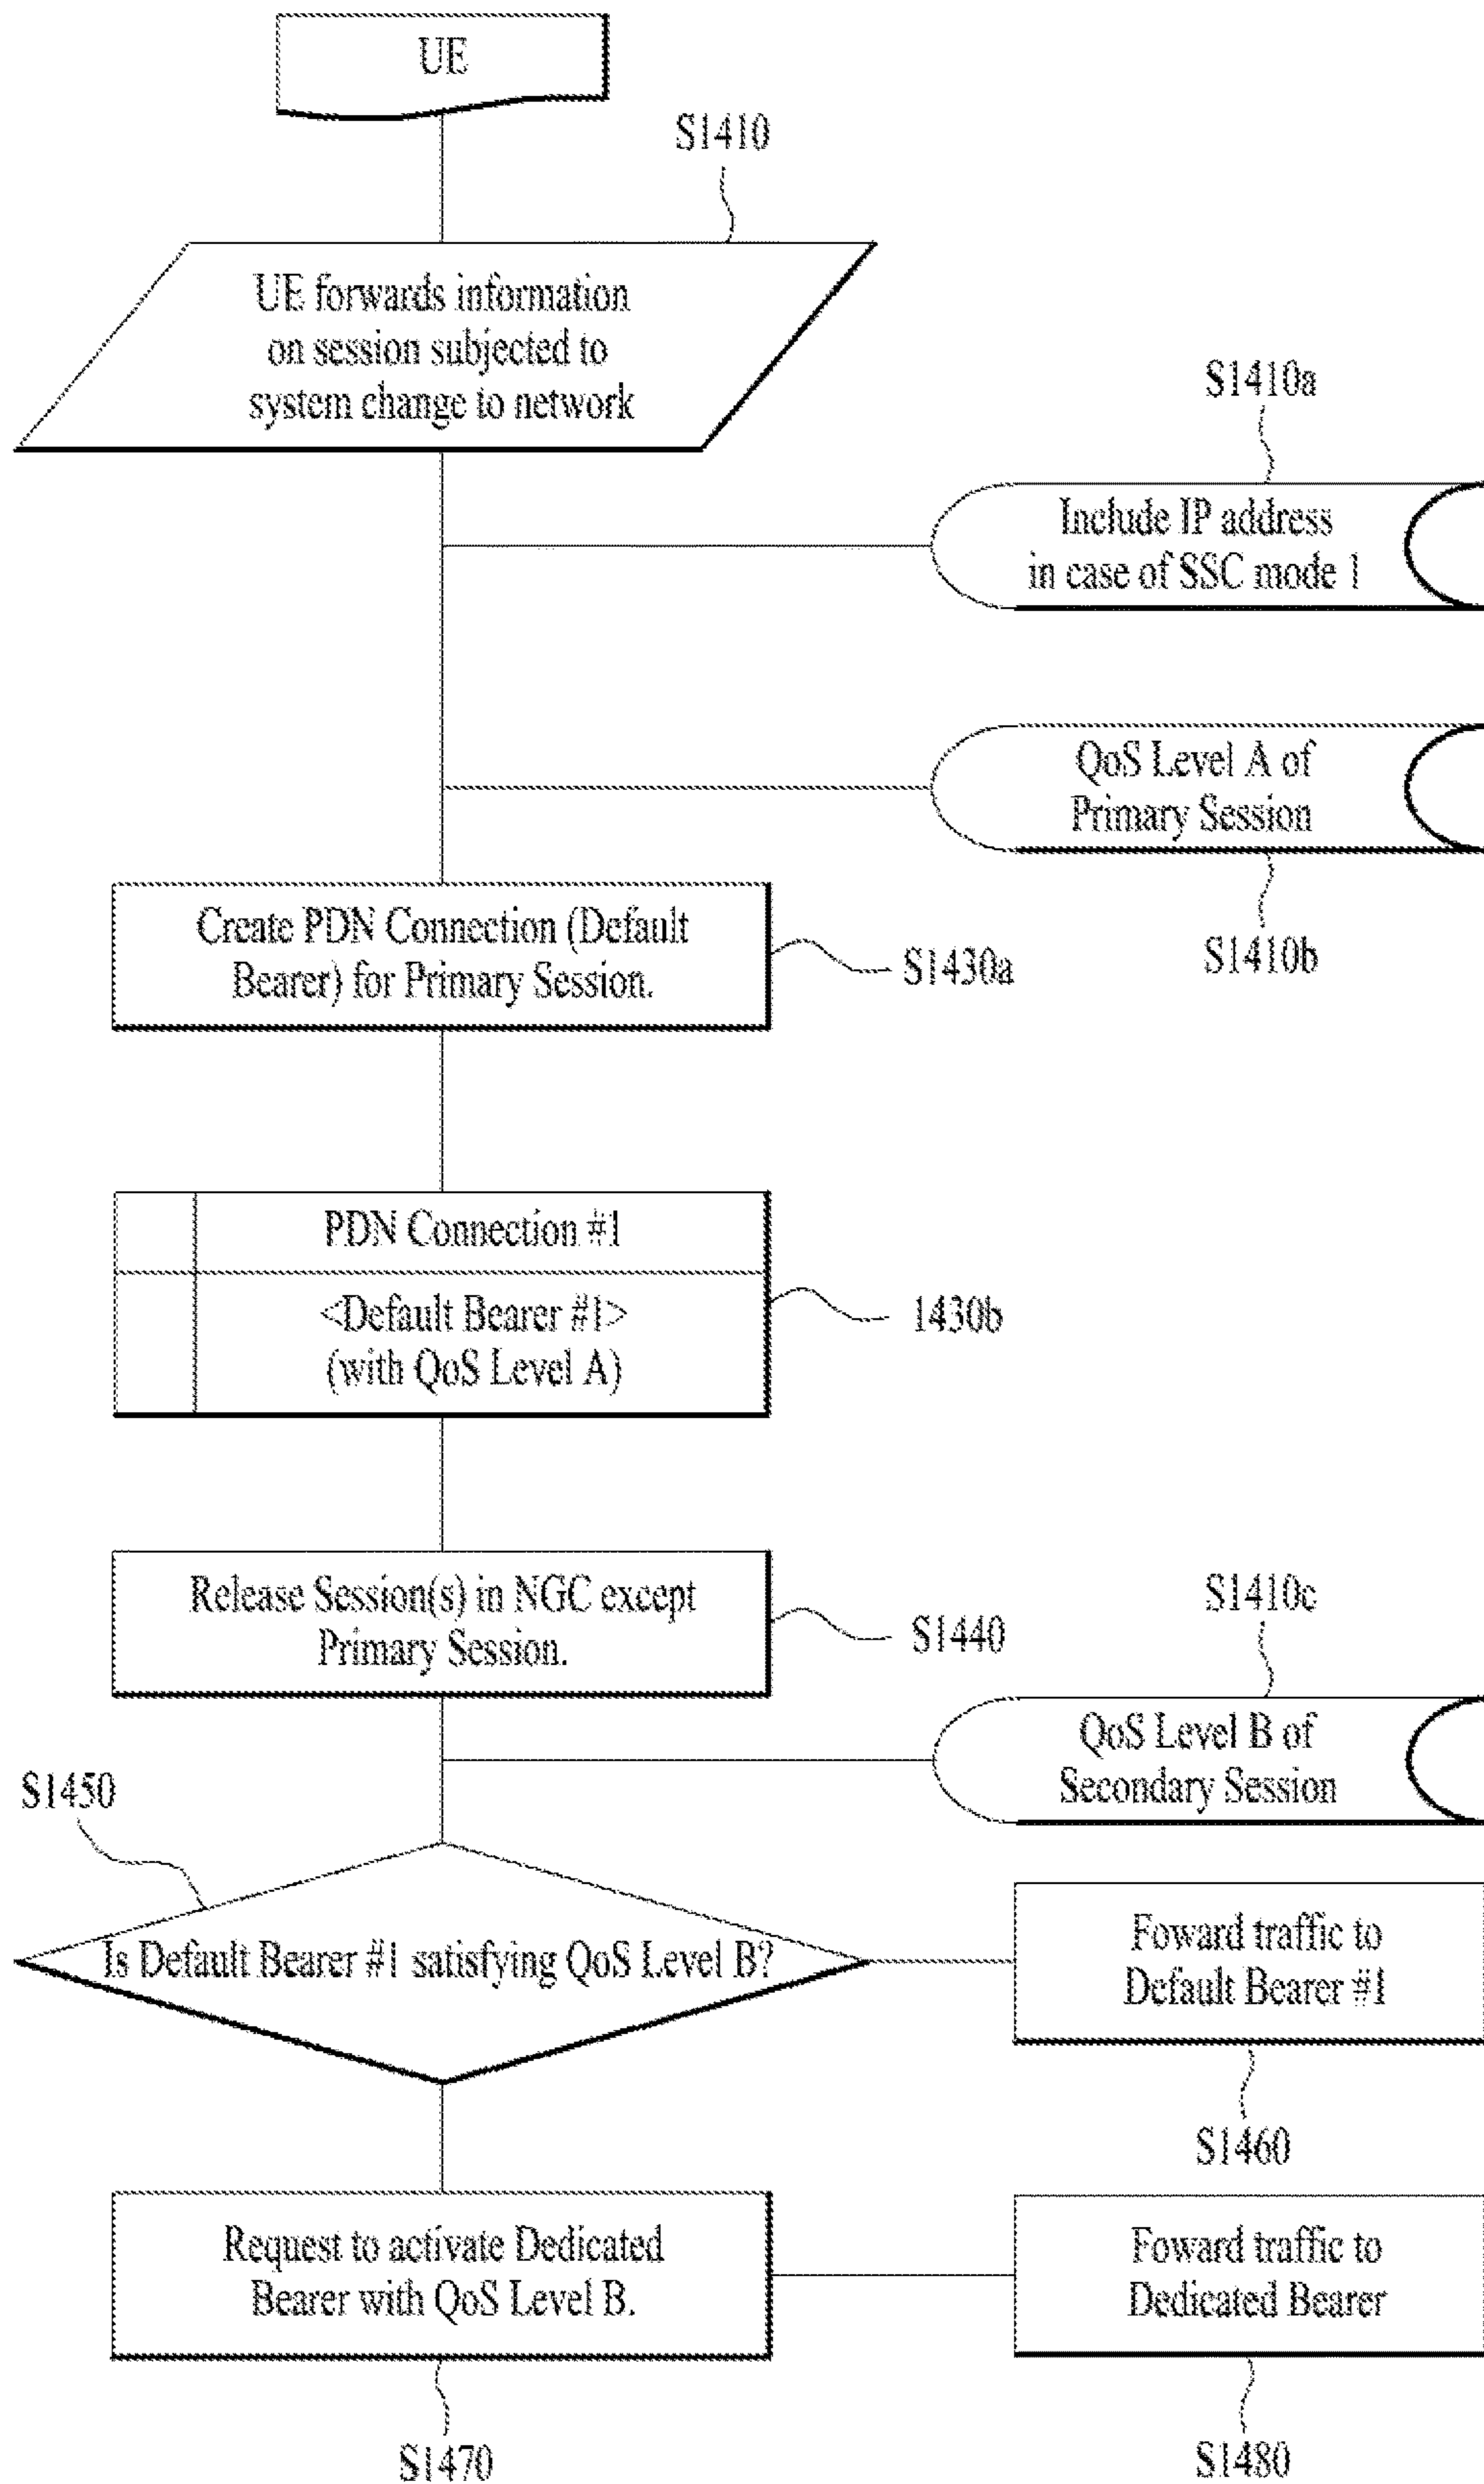 UE
S1410
UE forwards information
on session subjected to
system change to network
S1410a
Include IP address
in case of SSC mode 1
QoS Level A of
Primary Session
S1410b
Create PDN Connection (Default
Bearer) for Primary Session.
S1430a
PDN Connection #1
<Default Bearer #1>
(with QoS Level A)
1430b
Release Session(s) in NGC except
Primary Session.
S1440
S1410c
QoS Level B of
Secondary Session
S1450
Is Default Bearer #1 satisfying QoS Level B?
Foward traffic to
Default Bearer #1
S1460
Request to activate Dedicated
Bearer with QoS Level B.
S1470
Foward traffic to
Dedicated Bearer
S1480